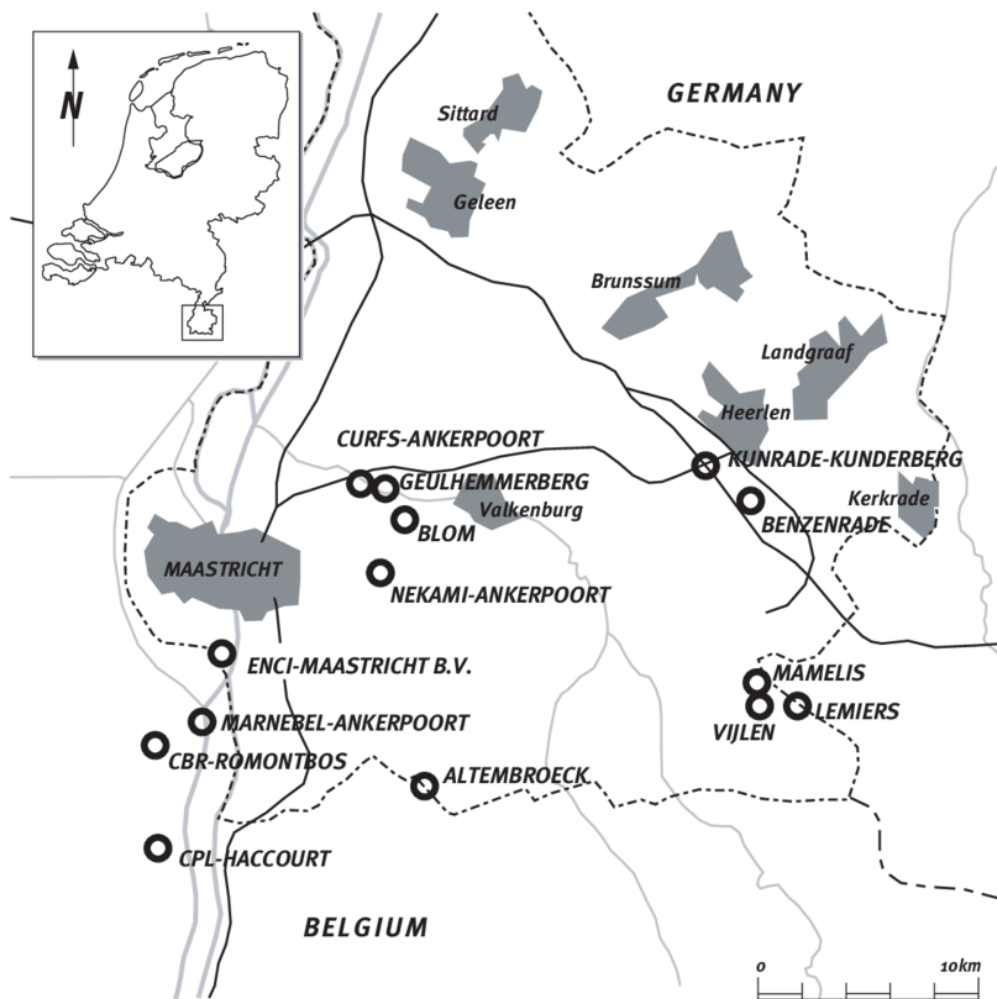 N
GERMANY
Sittard
Geleen
Brunssum
Landgraaf
Heerlen
CURFS-ANKERPOORT
KUNRADE-KUNDERBERG
GEULHEMMERBERG
Kerkrade
Valkenburg
BENZENRADE
BLOM
MAASTRICHT
NEKAMI-ANKERPOORT
ENCI-MAASTRICHT B.V.
MAMELIS
LEMIERS
MARNEBEL-ANKERPOORT
VIJLEN
CBR-ROMONTBOS
ALTEMBROECK
CPL-HACCOURT
BELGIUM
0 10km